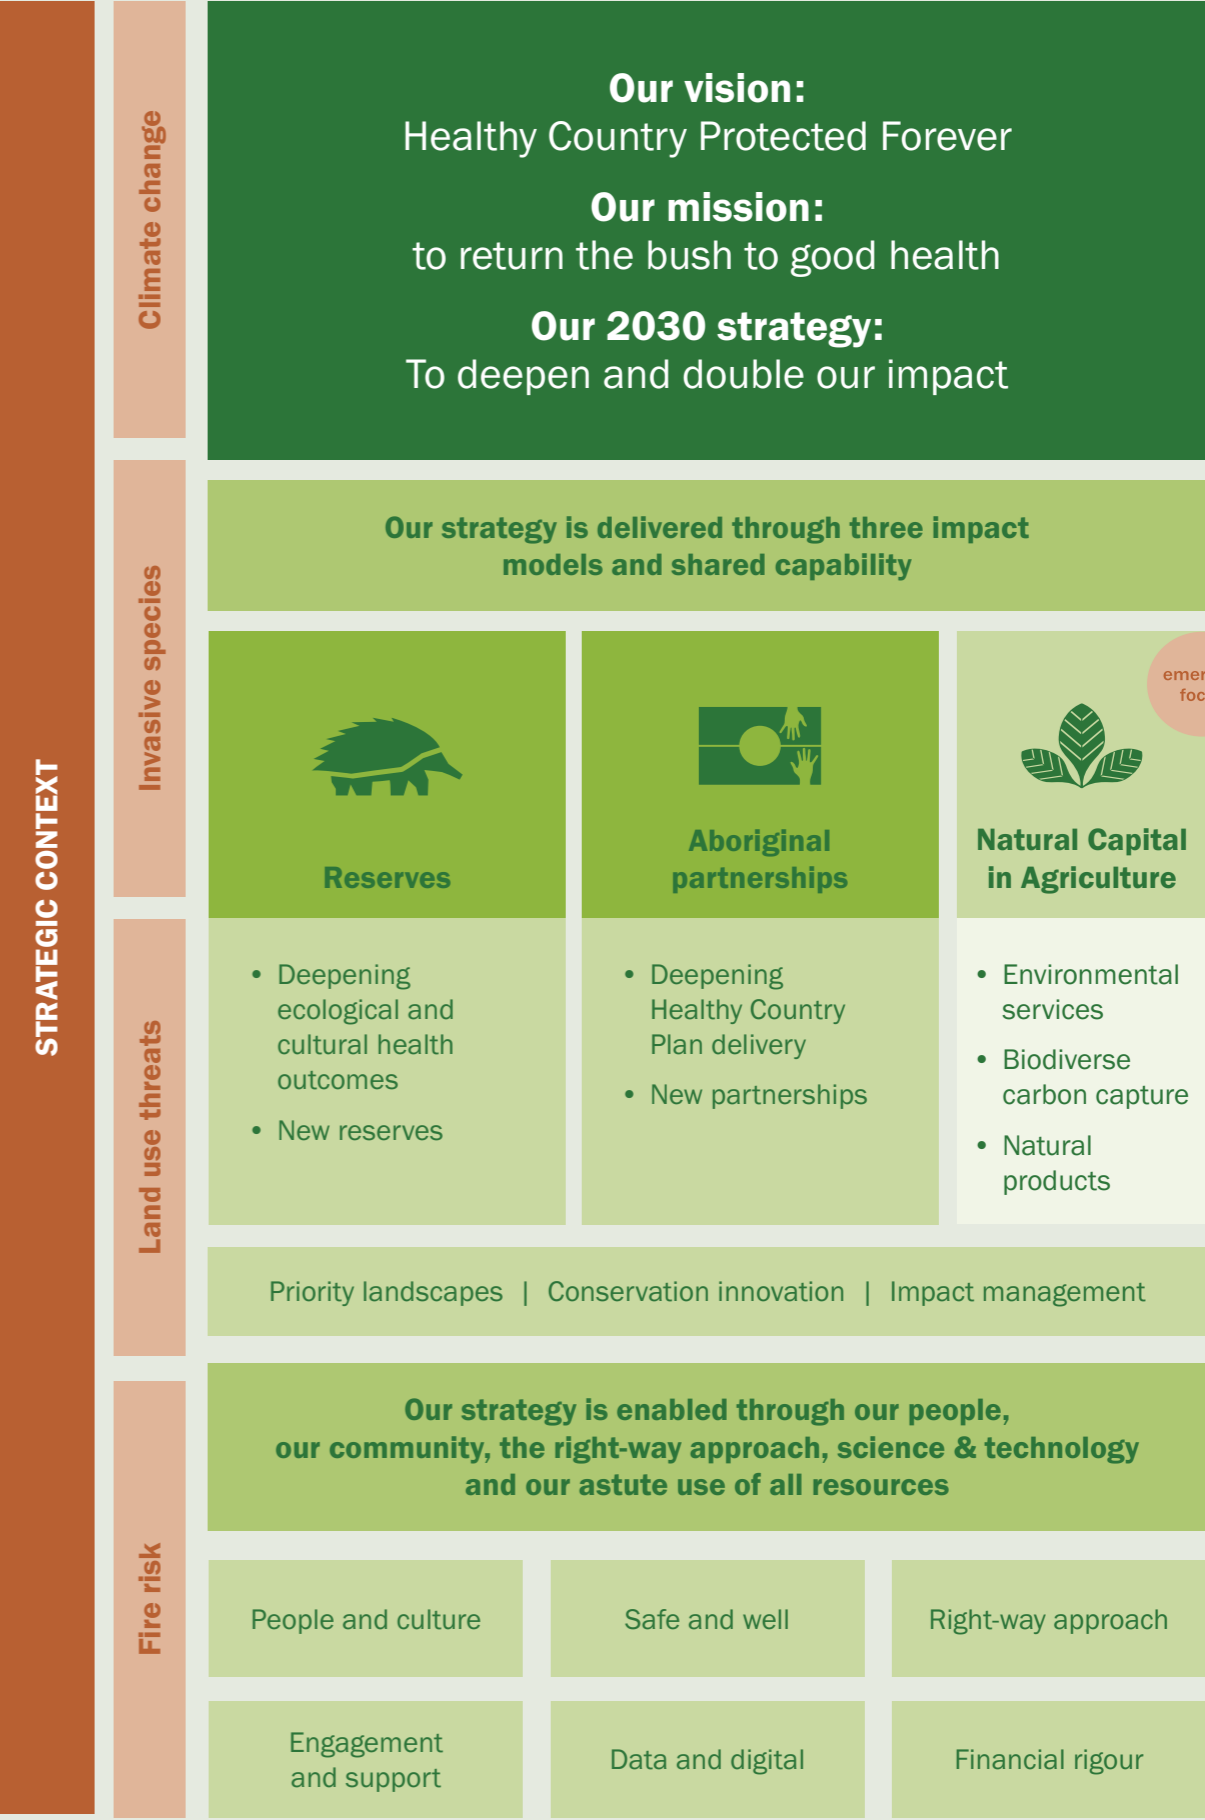 STRATEGIC CONTEXT
Climate change
Invasive species
Land use threats
Fire risk
Our vision:
Healthy Country Protected Forever
Our mission:
to return the bush to good health
Our 2030 strategy:
To deepen and double our impact
Our strategy is delivered through three impact
models and shared capability
Reserves
• Deepening
ecological and
cultural health
outcomes
• New reserves
Aboriginal
partnerships
• Deepening
Healthy Country
Plan delivery
• New partnerships
Natural Capital
in Agriculture
• Environmental
services
• Biodiverse
carbon capture
• Natural
products
Priority landscapes | Conservation innovation | Impact management
Our strategy is enabled through our people,
our community, the right-way approach, science & technology
and our astute use of all resources
People and culture
Safe and well
Right-way approach
Engagement
and support
Data and digital
Financial rigour